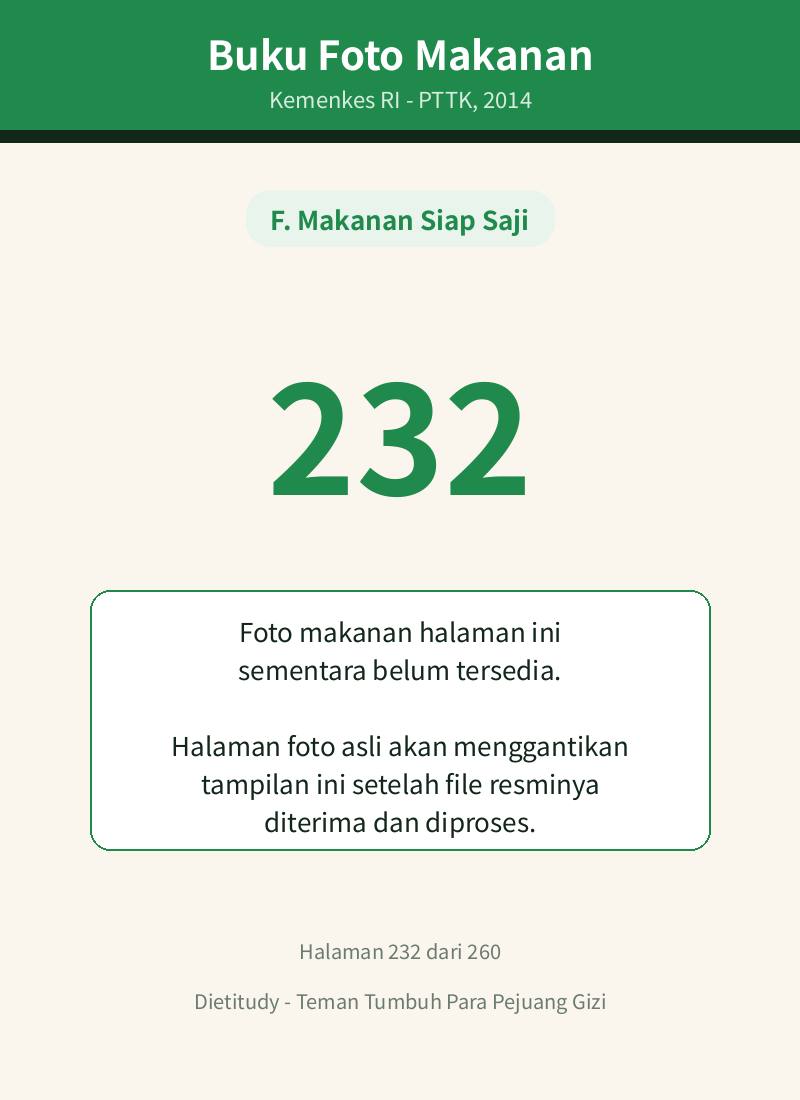 Buku Foto Makanan
Kemenkes RI - PTTK, 2014
F. Makanan Siap Saji
232
Foto makanan halaman ini
sementara belum tersedia.
Halaman foto asli akan menggantikan
tampilan ini setelah file resminya
diterima dan diproses.
Halaman 232 dari 260
Dietitudy - Teman Tumbuh Para Pejuang Gizi